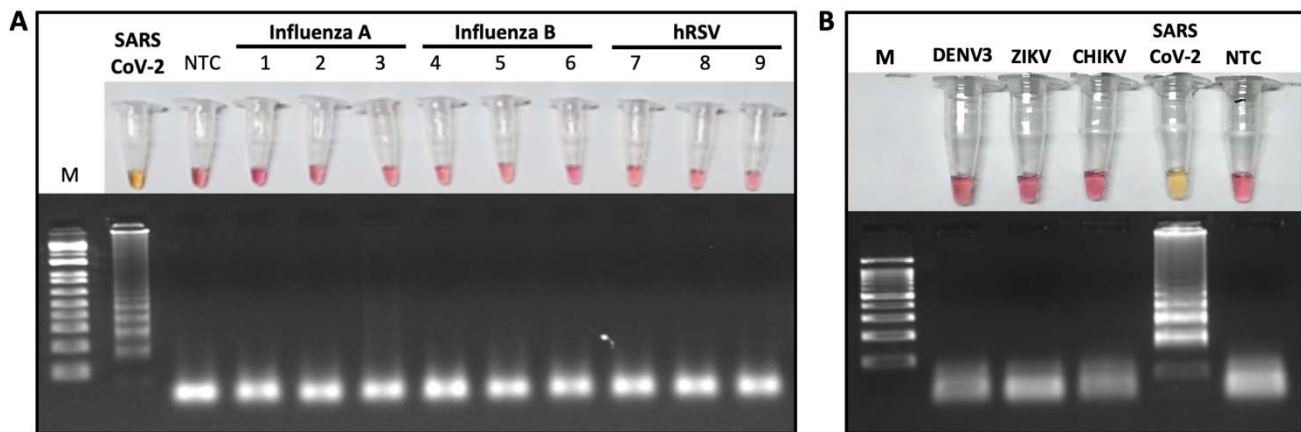 A
Influenza A
Influenza B
hRSV
SARS
CoV-2
NTC
1
2
3
4
5
6
7
8
9
M
B
M
DENV3
ZIKV
CHIKV
SARS
CoV-2
NTC